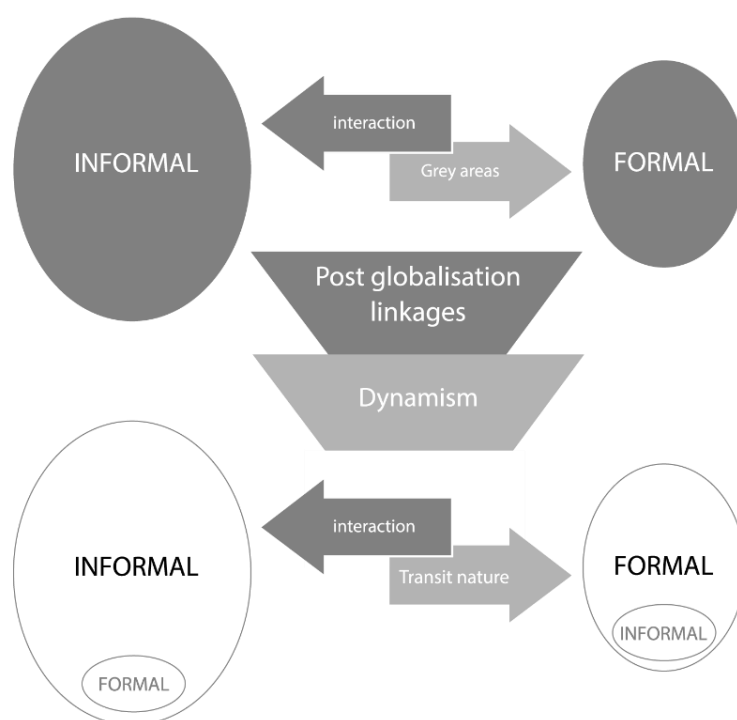 INFORMAL
interaction
Grey areas
FORMAL
Post globalisation
linkages
Dynamism
INFORMAL
interaction
Transit nature
FORMAL
INFORMAL
FORMAL